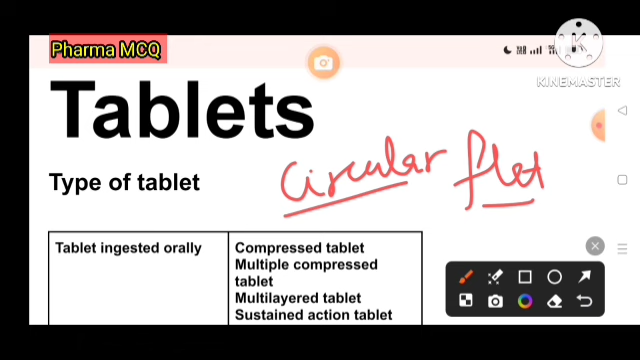 Pharma MCQ
KINEMASTER
Tablets
Type of tablet
Circular flet
Tablet ingested orally
Compressed tablet
Multiple compressed
tablet
Multilayered tablet
Sustained action tablet